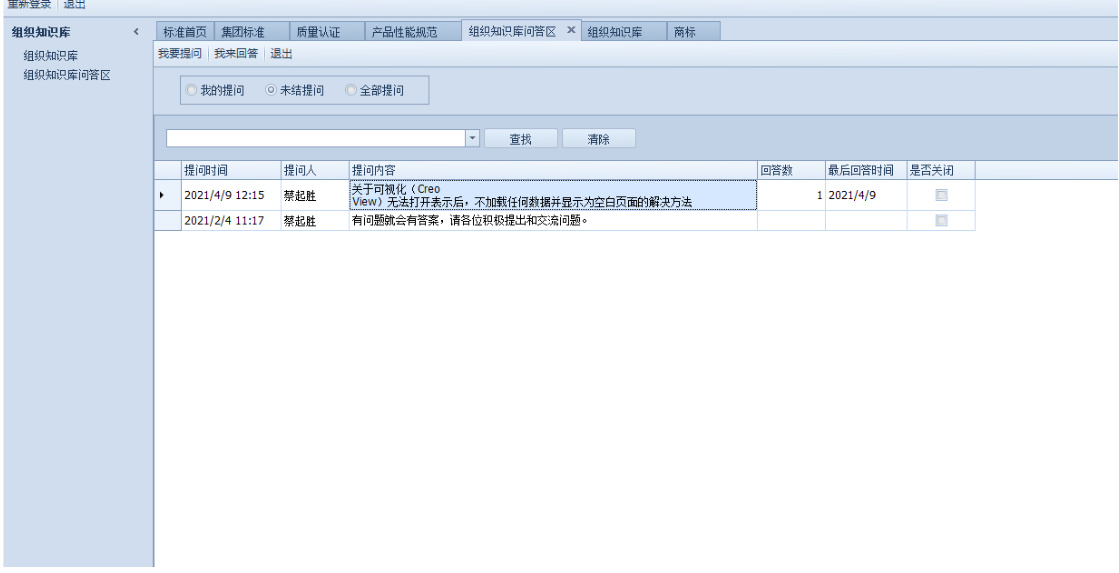 重新登录 退出
组织知识库
组织知识库
组织知识库问答区
标准首页 集团标准 质量认证 产品性能规范 组织知识库问答区 × 组织知识库 商标
我要提问 我来回答 退出
我的提问 未结提问 全部提问
查找 清除
提问时间 提问人 提问内容 回答数 最后回答时间 是否关闭
2021/4/9 12:15 蔡起胜 关于可视化（Creo
View）无法打开表示后，不加载任何数据并显示为空白页面的解决方法 1 2021/4/9
2021/2/4 11:17 蔡起胜 有问题就会有答案，请各位积极提出和交流问题。